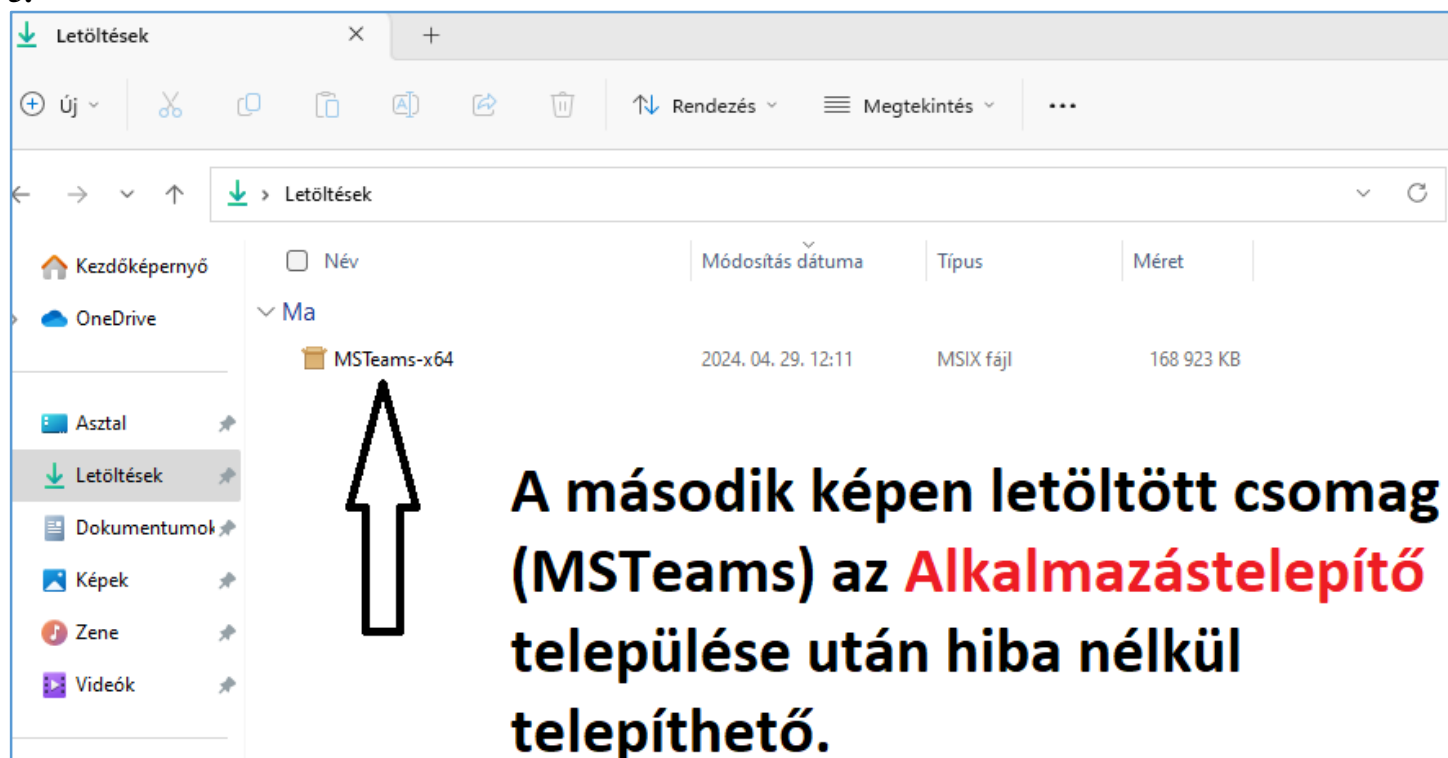 Letöltések
Új
Rendezés
Megtekintés
Letöltések
Kezdőképernyő
OneDrive
Asztal
Letöltések
Dokumentumok
Képek
Zene
Videók
Név Módosítás dátuma Típus Méret
Ma
MSTeams-x64 2024. 04. 29. 12:11 MSIX fájl 168 923 KB
A második képen letöltött csomag
(MSTeams) az Alkalmazástelepítő
települése után hiba nélkül
telepíthető.